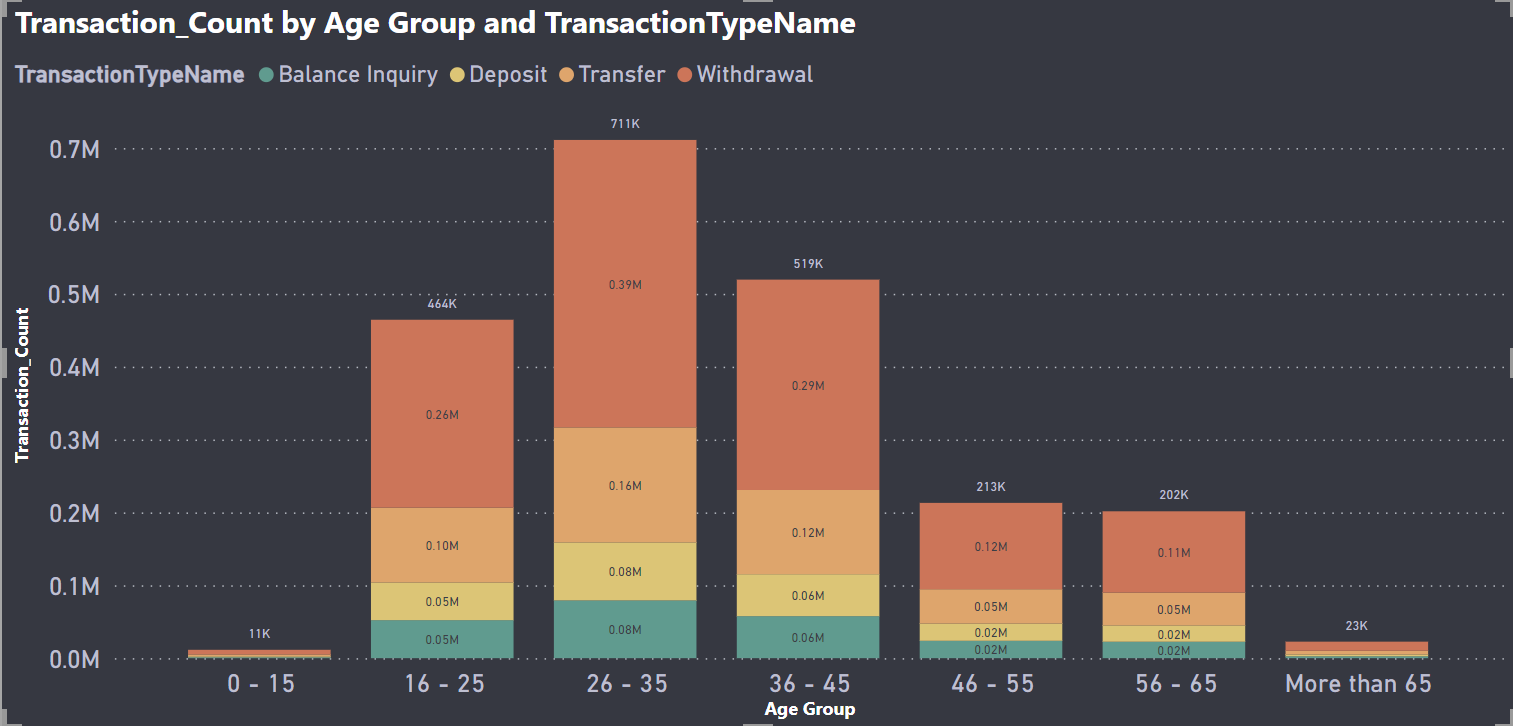 Transaction_Count by Age Group and TransactionTypeName
TransactionTypeName Balance Inquiry Deposit Transfer Withdrawal
711K
0.7M
0.6M
519K
0.5M
464K
0.39M
0.4M
0.29M
0.26M
Transaction_Count
0.3M
213K
202K
0.16M
0.2M
0.12M
0.10M 0.12M 0.11M
0.08M
0.1M
0.05M 0.06M 0.05M 0.05M
11K 0.05M 0.08M 0.06M 0.02M 0.02M 23K
0.02M 0.02M
0.0M
0 - 15 16 - 25 26 - 35 36 - 45 46 - 55 56 - 65 More than 65
Age Group